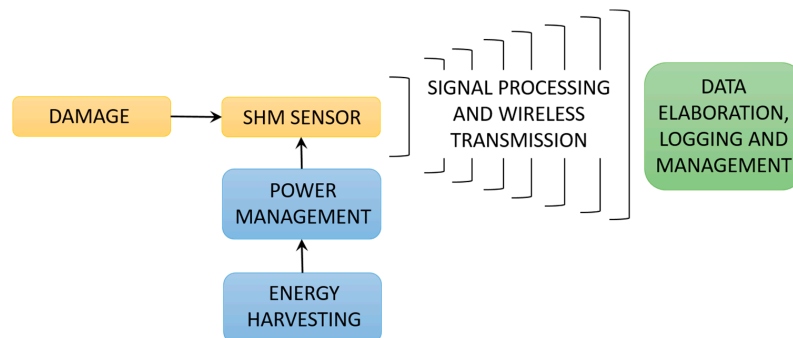 DAMAGE
SHM SENSOR
SIGNAL PROCESSING
AND WIRELESS
TRANSMISSION
DATA
ELABORATION,
LOGGING AND
MANAGEMENT
POWER
MANAGEMENT
ENERGY
HARVESTING